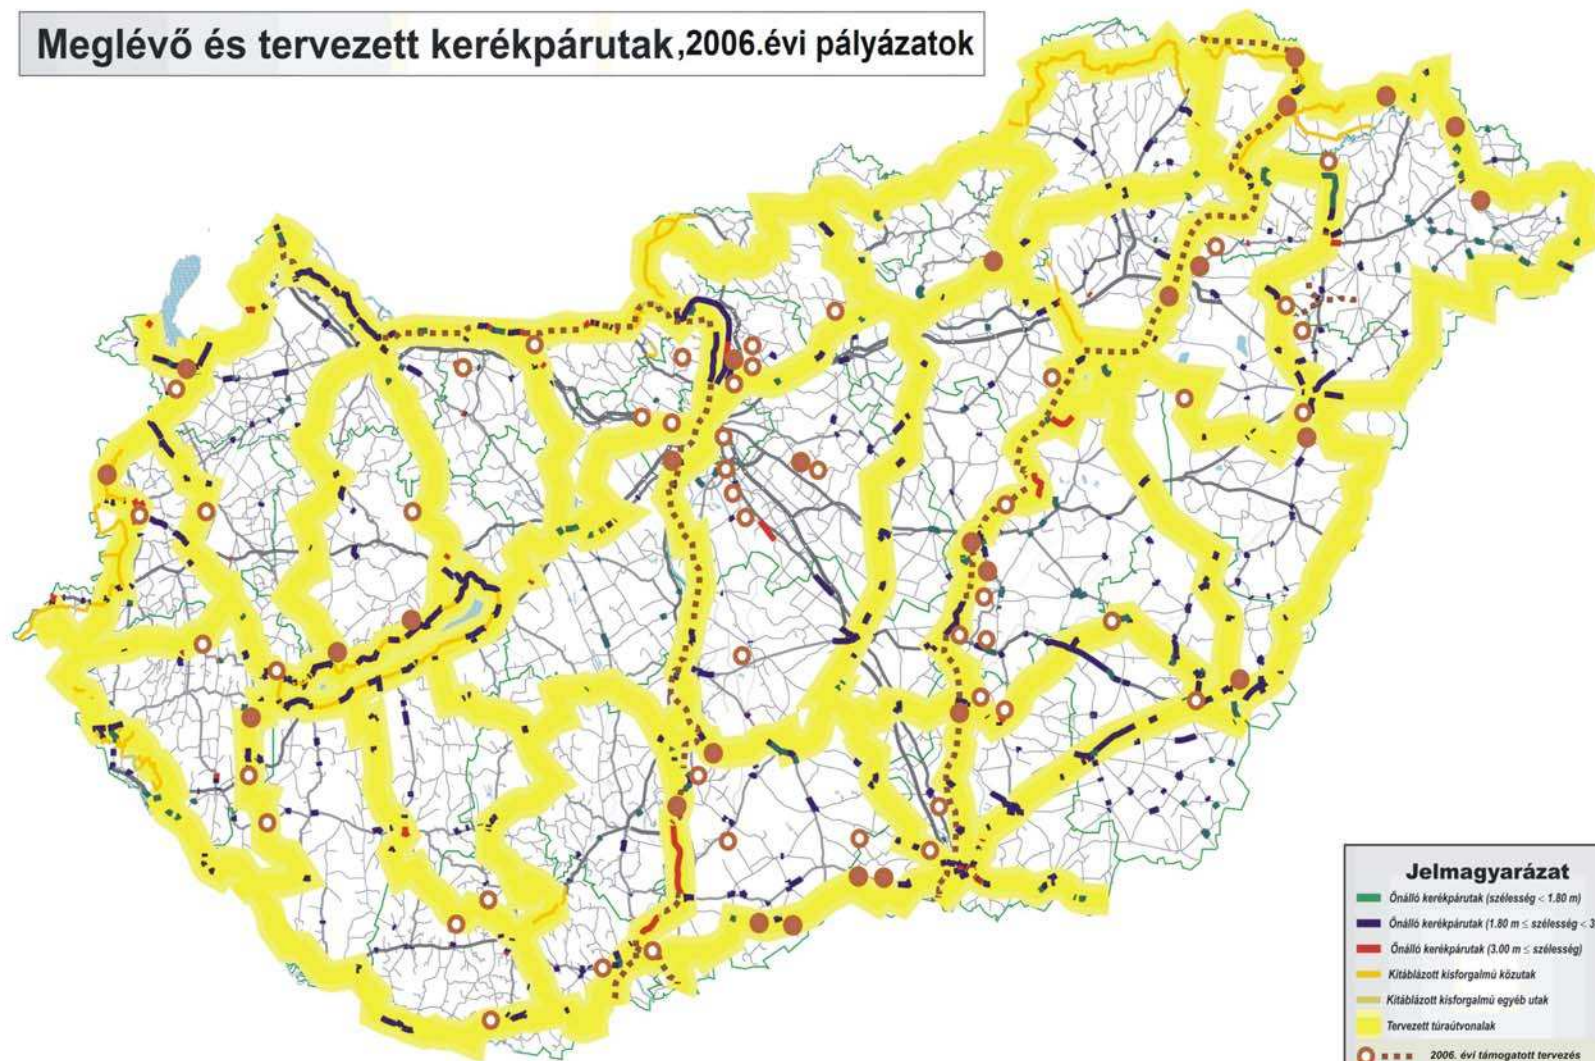 Meglévő és tervezett kerékpárutak,2006.évi pályázatok
Jelmagyarázat
Önálló kerékpárutak (szélesség < 1.80 m)
Önálló kerékpárutak (1.80 m ≤ szélesség < 3
Önálló kerékpárutak (3.00 m ≤ szélesség)
Kitáblázott kisforgalmú közutak
Kitáblázott kisforgalmú egyéb utak
Tervezett túraútvonalak
2006. évi támogatott tervezés